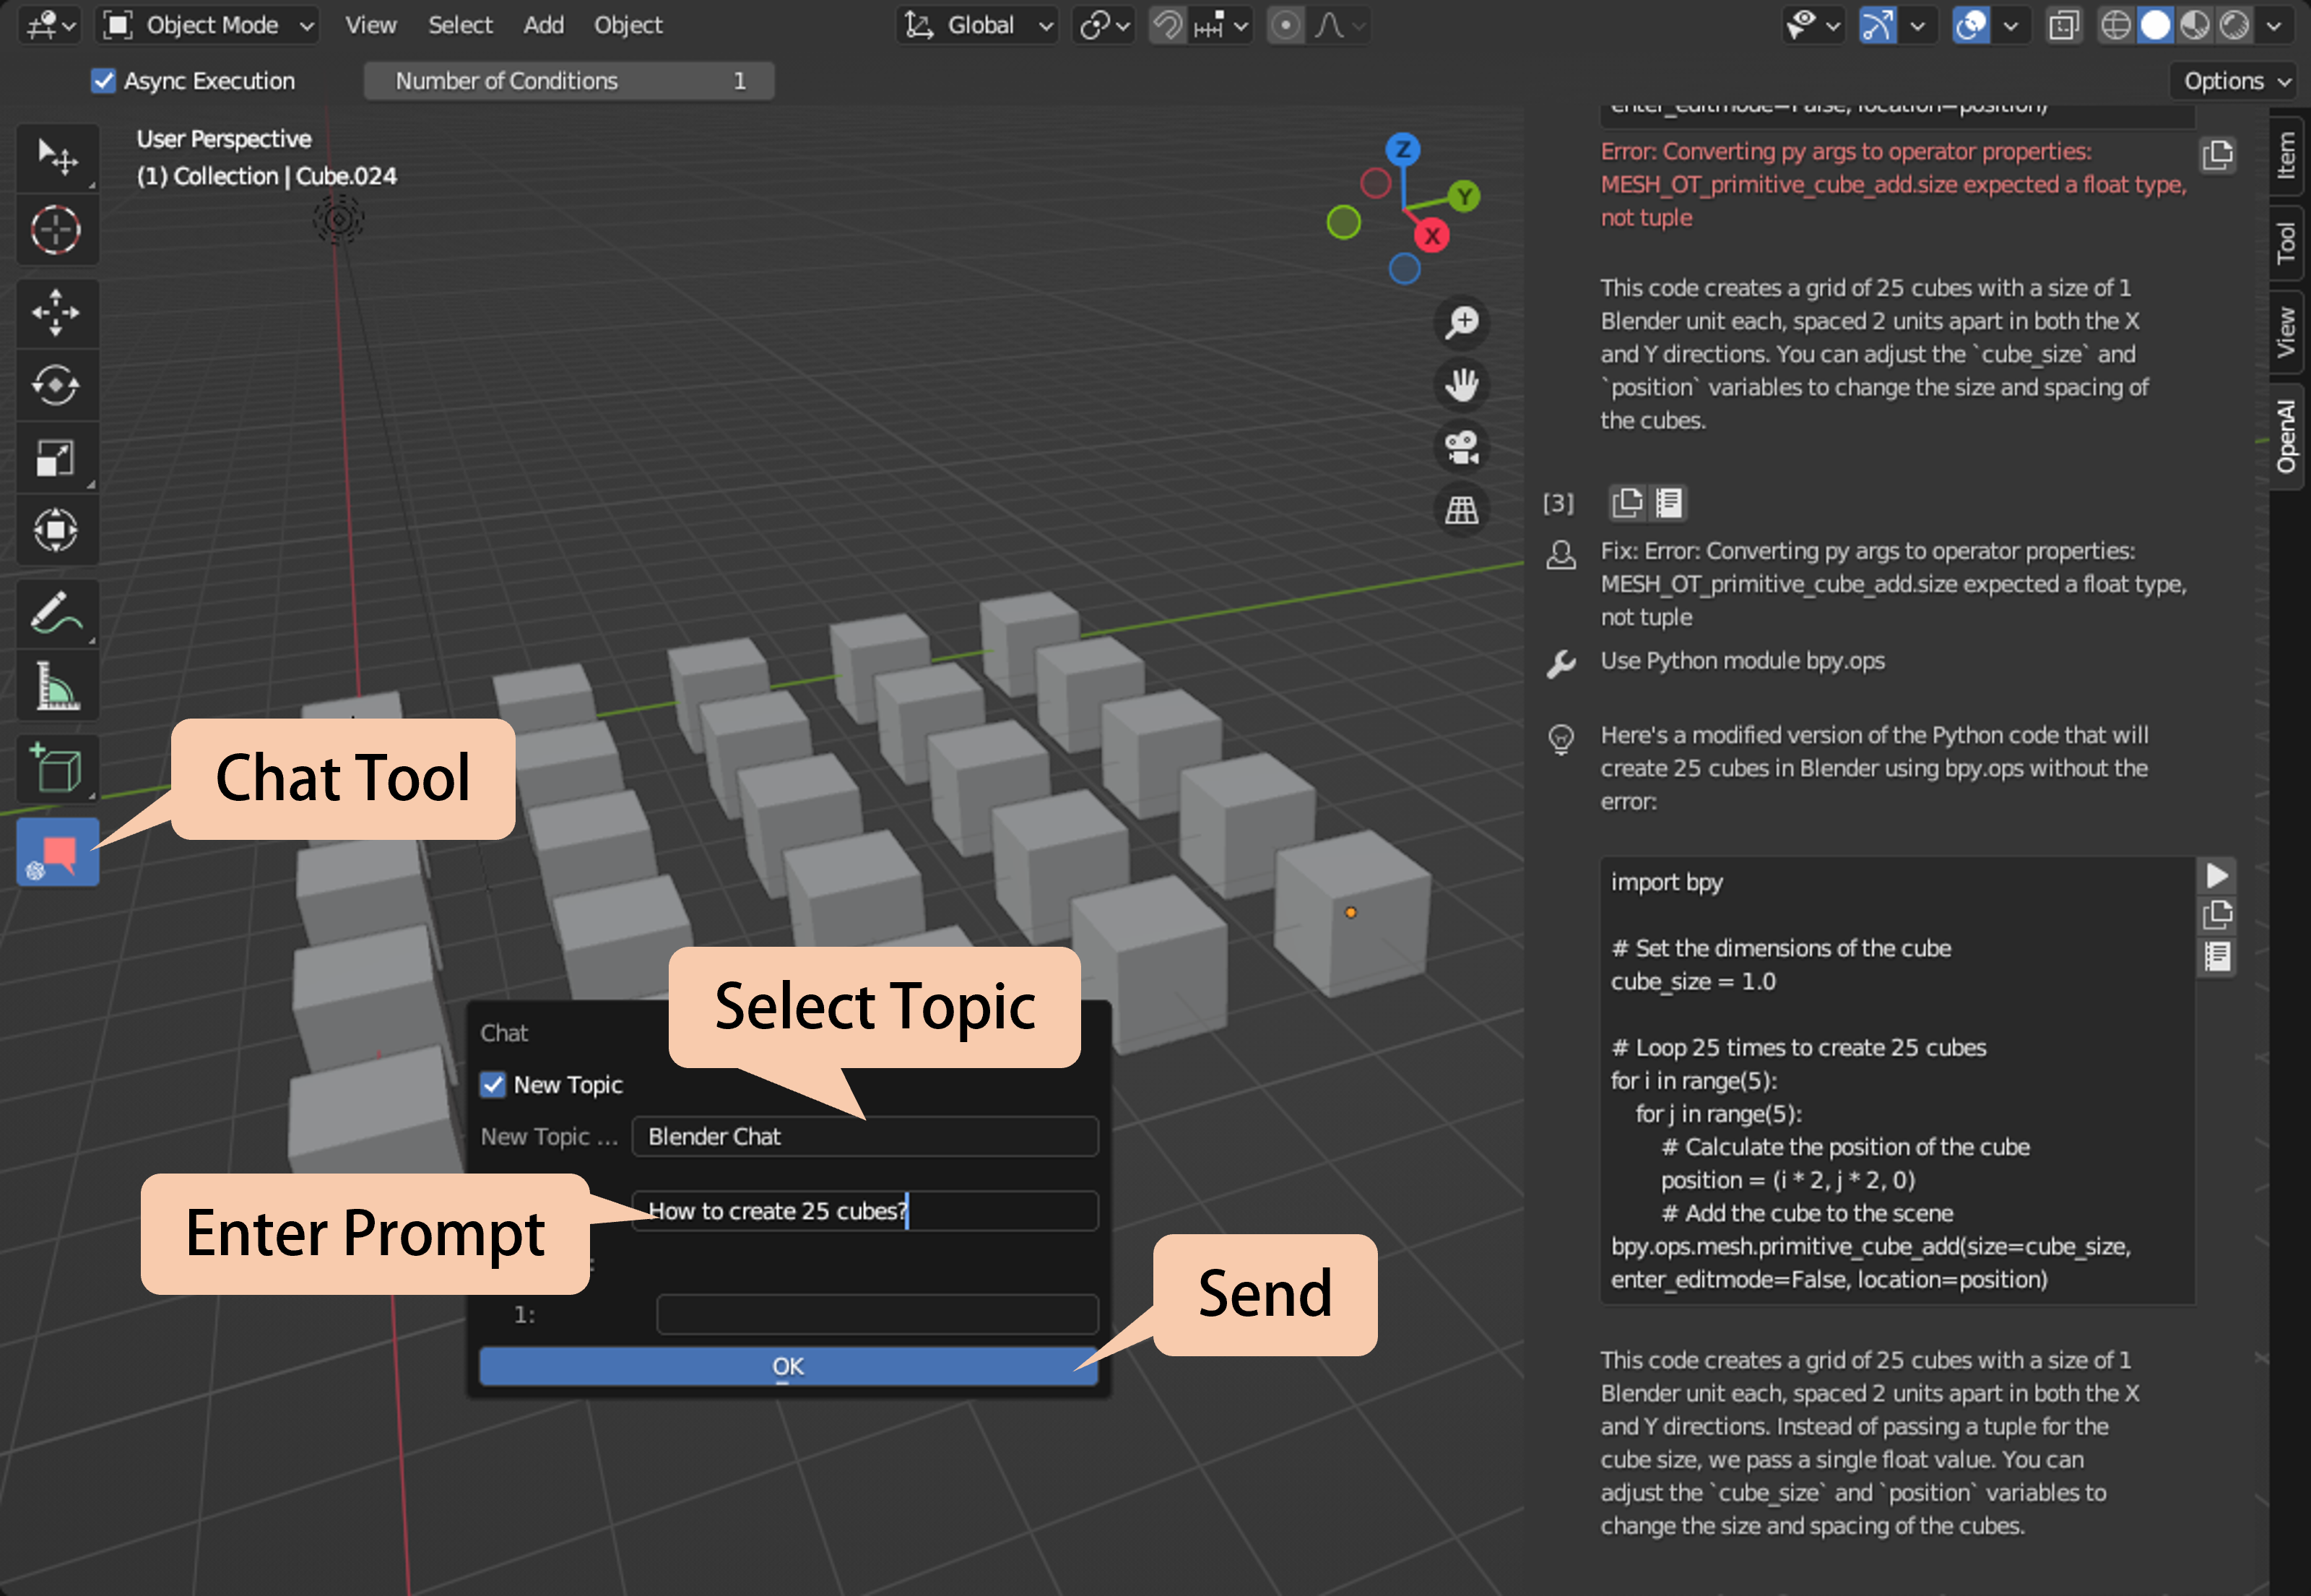 Object Mode
View
Select
Add
Object
Global
Async Execution
Number of Conditions 1
Options
User Perspective
(1) Collection | Cube.024
Z
Y
X
Item
Tool
View
OpenAI
enter_editmode=False, location=position)
Error: Converting py args to operator properties:
MESH_OT_primitive_cube_add.size expected a float type,
not tuple
This code creates a grid of 25 cubes with a size of 1
Blender unit each, spaced 2 units apart in both the X
and Y directions. You can adjust the `cube_size` and
`position` variables to change the size and spacing of
the cubes.
[3]
Fix: Error: Converting py args to operator properties:
MESH_OT_primitive_cube_add.size expected a float type,
not tuple
Use Python module bpy.ops
Here's a modified version of the Python code that will
create 25 cubes in Blender using bpy.ops without the
error:
import bpy
# Set the dimensions of the cube
cube_size = 1.0
# Loop 25 times to create 25 cubes
for i in range(5):
for j in range(5):
# Calculate the position of the cube
position = (i * 2, j * 2, 0)
# Add the cube to the scene
bpy.ops.mesh.primitive_cube_add(size=cube_size,
enter_editmode=False, location=position)
This code creates a grid of 25 cubes with a size of 1
Blender unit each, spaced 2 units apart in both the X
and Y directions. Instead of passing a tuple for the
cube size, we pass a single float value. You can
adjust the `cube_size` and `position` variables to
change the size and spacing of the cubes.
Chat Tool
Select Topic
Chat
New Topic
New Topic ...
Blender Chat
Enter Prompt
How to create 25 cubes?
Send
1:
OK